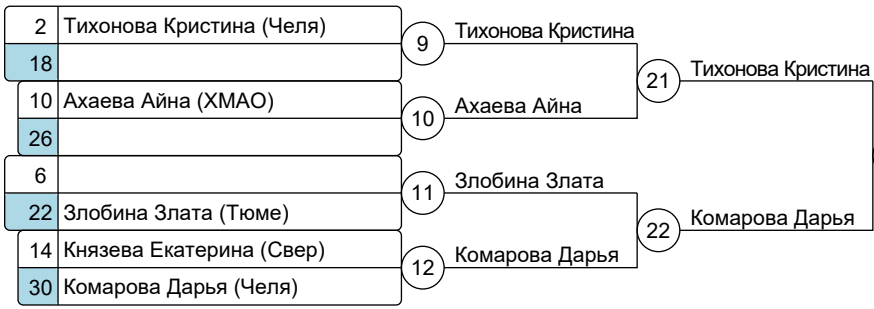 2 Тихонова Кристина (Челя)
18
10 Ахаева Айна (ХМАО)
26
6
22 Злобина Злата (Тюме)
14 Князева Екатерина (Свер)
30 Комарова Дарья (Челя)
9 Тихонова Кристина
10 Ахаева Айна
11 Злобина Злата
12 Комарова Дарья
21 Тихонова Кристина
22 Комарова Дарья